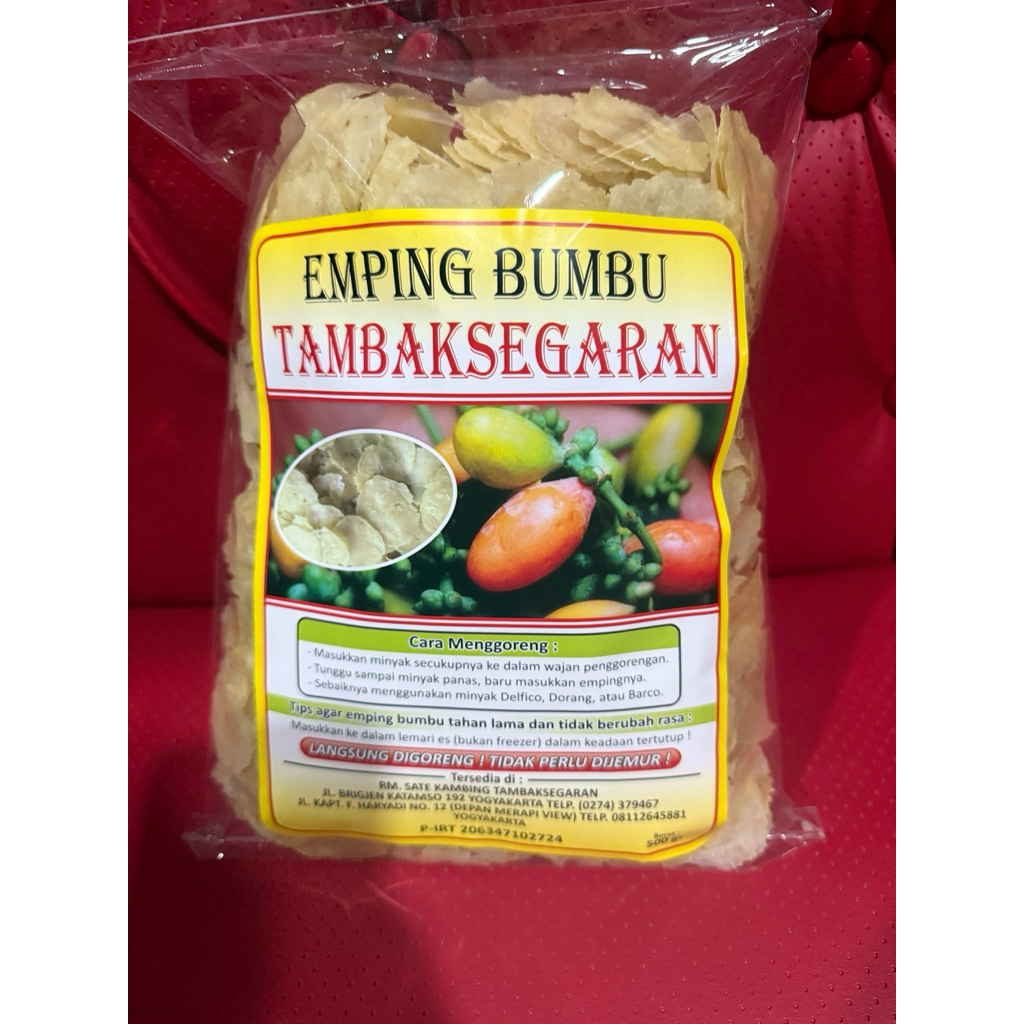 EMPING BUMBU
TAMBAKSEGARAN
Cara Menggoreng :
- Masukkan minyak secukupnya ke dalam wajan penggorengan.
- Tunggu sampai minyak panas, baru masukkan empingnya.
- Sebaiknya menggunakan minyak Delfico, Dorang, atau Barco.
Tips agar emping bumbu tahan lama dan tidak berubah rasa :
Masukkan ke dalam lemari es (bukan freezer) dalam keadaan tertutup !
LANGSUNG DIGORENG ! TIDAK PERLU DIJEMUR !
Tersedia di :
RM. SATE KAMBING TAMBAKSEGARAN
JL. BRIGJEN KATAMSO 192 YOGYAKARTA TELP. (0274) 379467
JL. KAPT. F. HARYADI NO. 12 (DEPAN MERAPI VIEW) TELP. 08112645881
YOGYAKARTA
P-IRT 206347102724
Berat :
500 gr